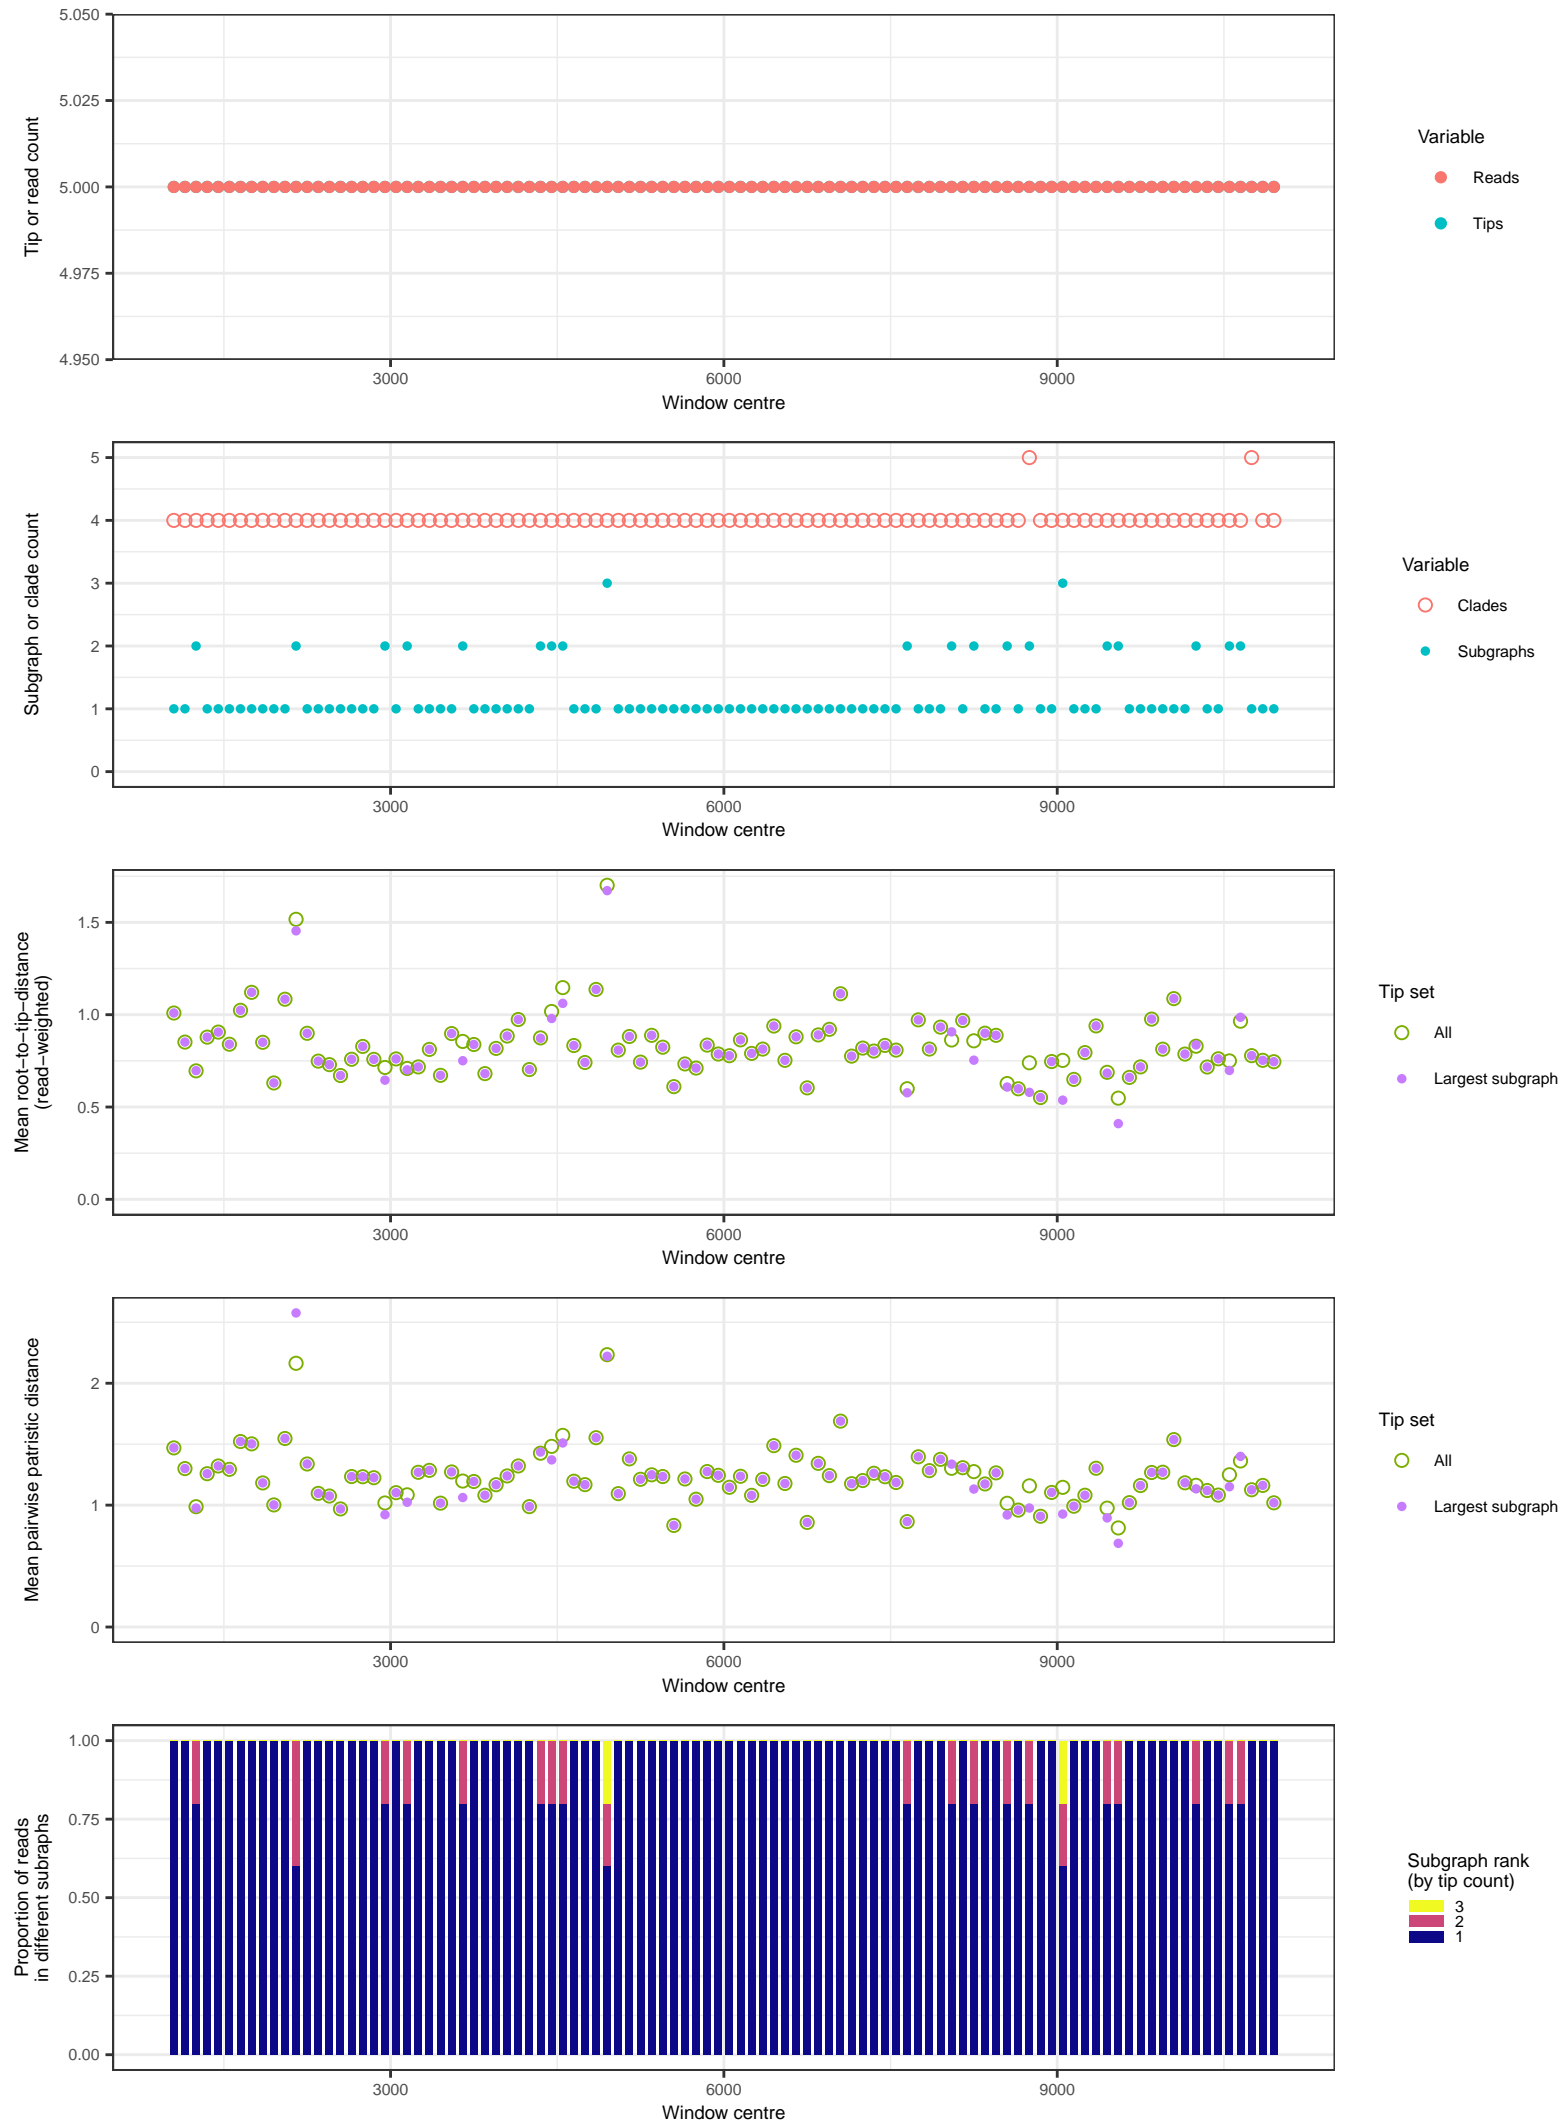 5.050
5.025
5.000
4.975
4.950
Tip or read count
3000
6000
9000
Window centre
Variable
Reads
Tips
5
4
3
2
1
0
Subgraph or clade count
3000
6000
9000
Window centre
Variable
Clades
Subgraphs
1.5
1.0
0.5
0.0
Mean root−to−tip−distance
(read−weighted)
3000
6000
9000
Window centre
Tip set
All
Largest subgraph
2
1
0
Mean pairwise patristic distance
3000
6000
9000
Window centre
Tip set
All
Largest subgraph
1.00
0.75
0.50
0.25
0.00
Proportion of reads
in different subraphs
3000
6000
9000
Window centre
Subgraph rank
(by tip count)
3
2
1